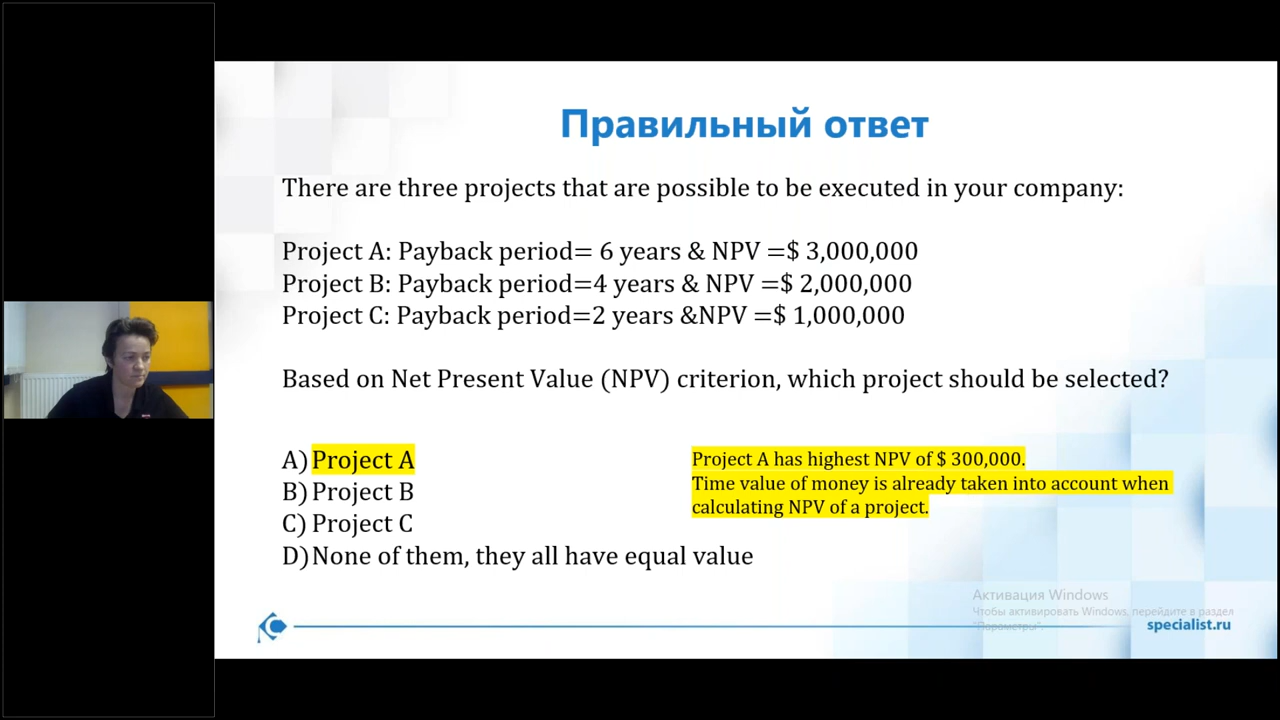 Правильный ответ
There are three projects that are possible to be executed in your company:
Project A: Payback period= 6 years & NPV =$ 3,000,000
Project B: Payback period=4 years & NPV =$ 2,000,000
Project C: Payback period=2 years &NPV =$ 1,000,000
Based on Net Present Value (NPV) criterion, which project should be selected?
A) Project A
B) Project B
C) Project C
D) None of them, they all have equal value
Project A has highest NPV of $ 300,000.
Time value of money is already taken into account when
calculating NPV of a project.
Активация Windows
Чтобы активировать Windows, перейдите в раздел
"Параметры".
specialist.ru